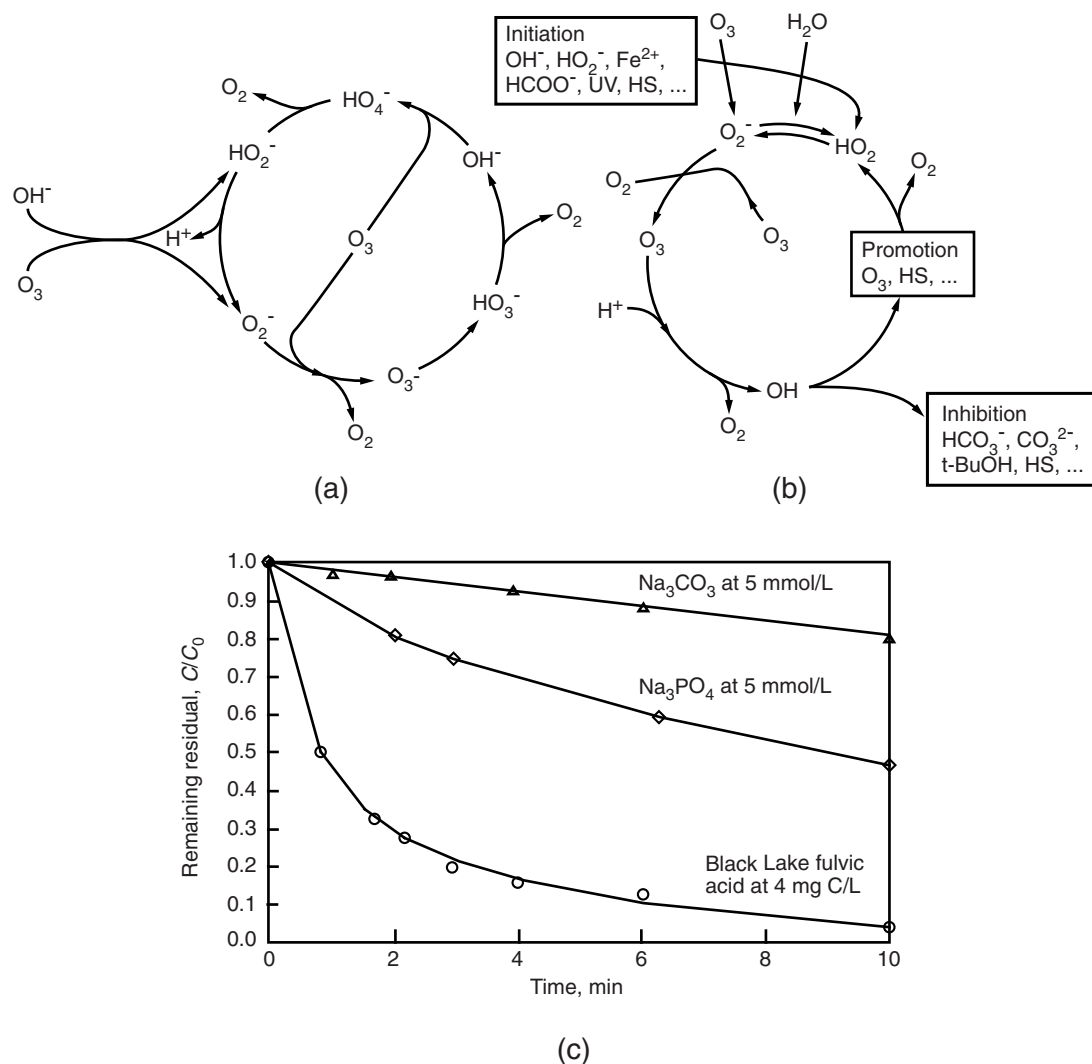 O₂
HO₄⁻
HO₂⁻
OH⁻
OH⁻
H⁺
O₃
O₂
O₃
HO₃⁻
O₂⁻
O₃⁻
O₂
(a)
Initiation
OH⁻, HO₂⁻, Fe²⁺,
HCOO⁻, UV, HS, ...
O₃
H₂O
O₂⁻
HO₂
O₂
O₂
O₃
O₃
Promotion
O₃, HS, ...
H⁺
OH
O₂
Inhibition
HCO₃⁻, CO₃²⁻,
t-BuOH, HS, ...
(b)
Remaining residual, C/C₀
1.0
0.9
0.8
0.7
0.6
0.5
0.4
0.3
0.2
0.1
0.0
Na₃CO₃ at 5 mmol/L
Na₃PO₄ at 5 mmol/L
Black Lake fulvic
acid at 4 mg C/L
0 2 4 6 8 10
Time, min
(c)